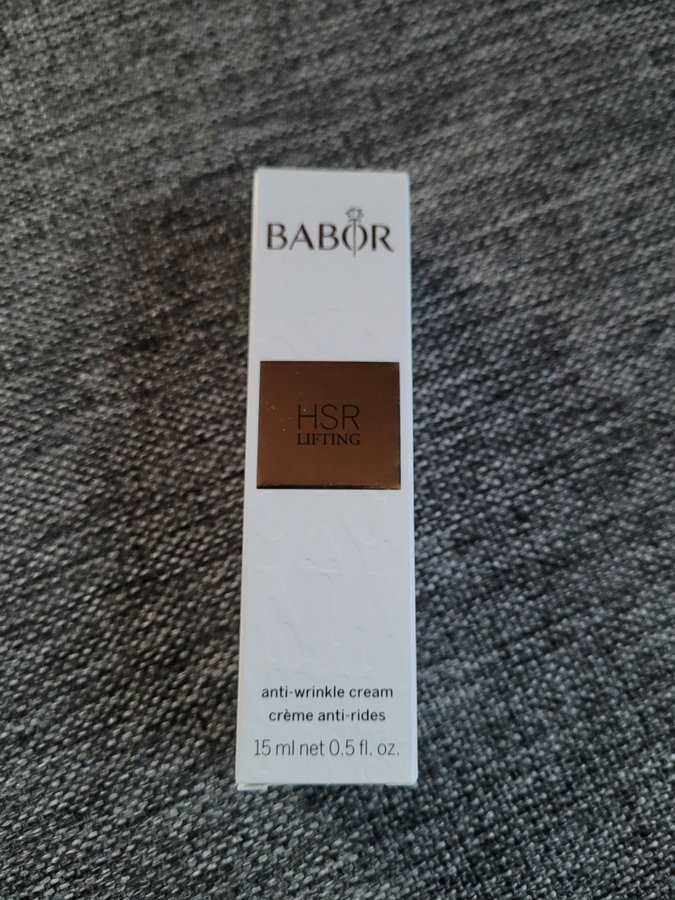 BABOR
HSR
LIFTING
anti-wrinkle cream
crème anti-rides
15 ml net 0.5 fl. oz.